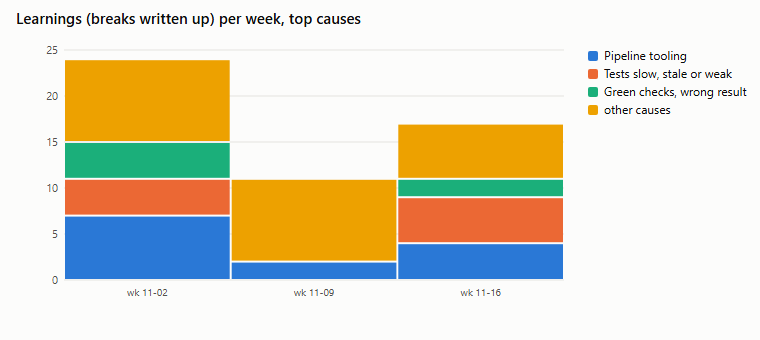 Learnings (breaks written up) per week, top causes
25
20
15
10
5
0
wk 11-02
wk 11-09
wk 11-16
Pipeline tooling
Tests slow, stale or weak
Green checks, wrong result
other causes